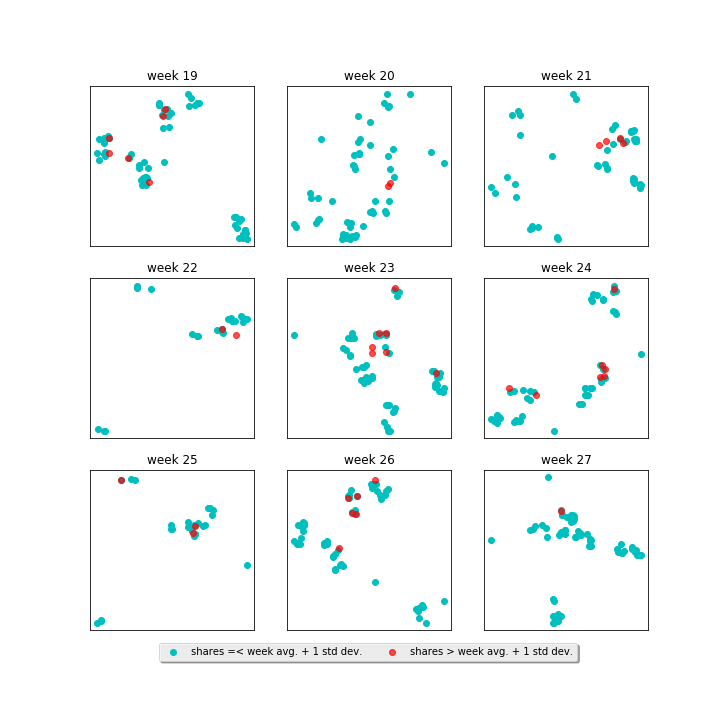 week 19
week 20
week 21
week 22
week 23
week 24
week 25
week 26
week 27
shares =< week avg. + 1 std dev.
shares > week avg. + 1 std dev.